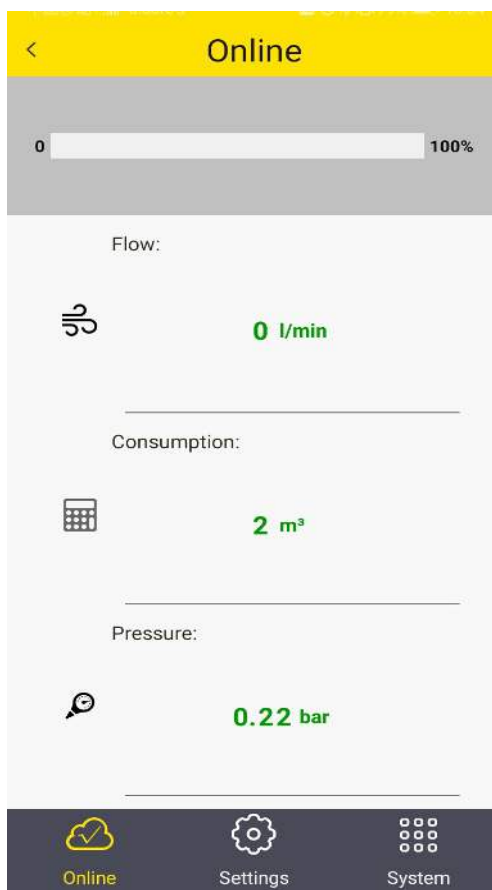 Online
0 100%
Flow:
0 l/min
Consumption:
2 m³
Pressure:
0.22 bar
Online Settings System